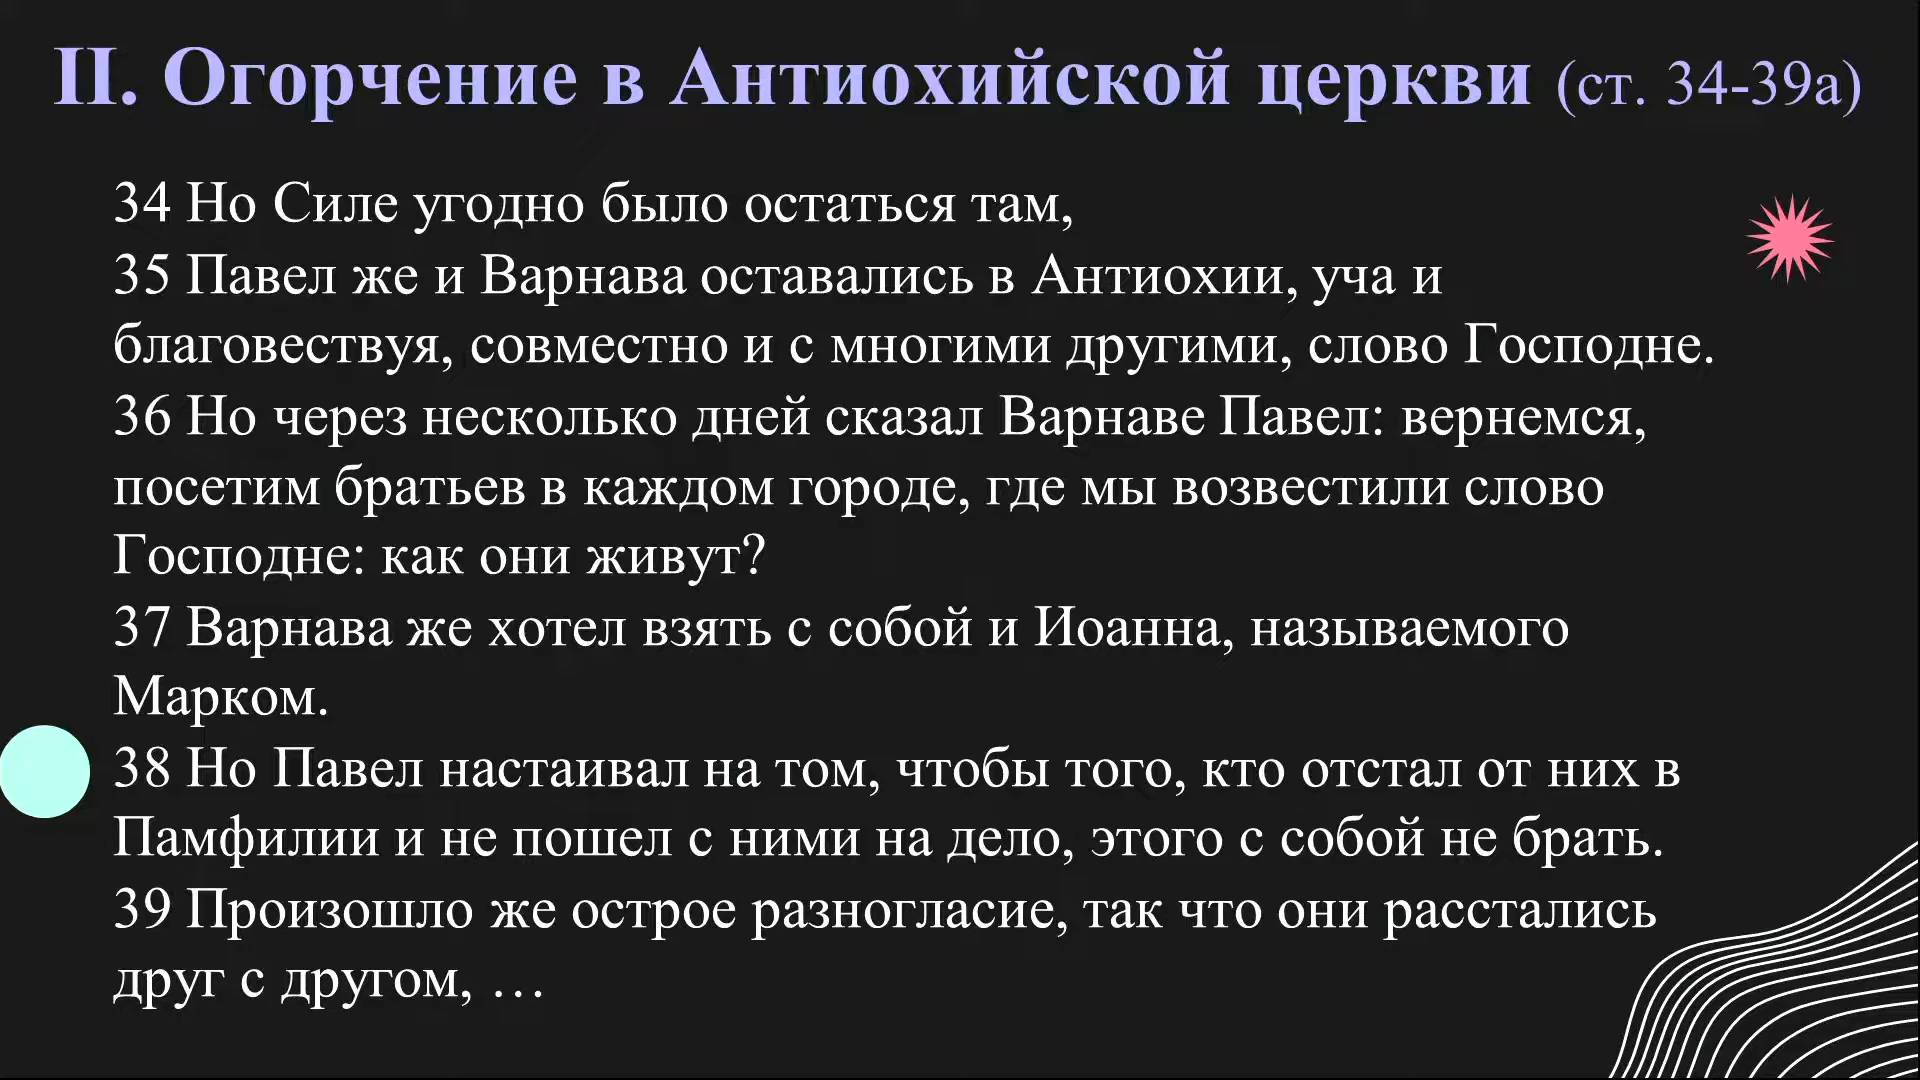 II. Огорчение в Антиохийской церкви (ст. 34-39а)
34 Но Силе угодно было остаться там,
35 Павел же и Варнава оставались в Антиохии, уча и
благовествуя, совместно и с многими другими, слово Господне.
36 Но через несколько дней сказал Варнаве Павел: вернемся,
посетим братьев в каждом городе, где мы возвестили слово
Господне: как они живут?
37 Варнава же хотел взять с собой и Иоанна, называемого
Марком.
38 Но Павел настаивал на том, чтобы того, кто отстал от них в
Памфилии и не пошел с ними на дело, этого с собой не брать.
39 Произошло же острое разногласие, так что они расстались
друг с другом, …